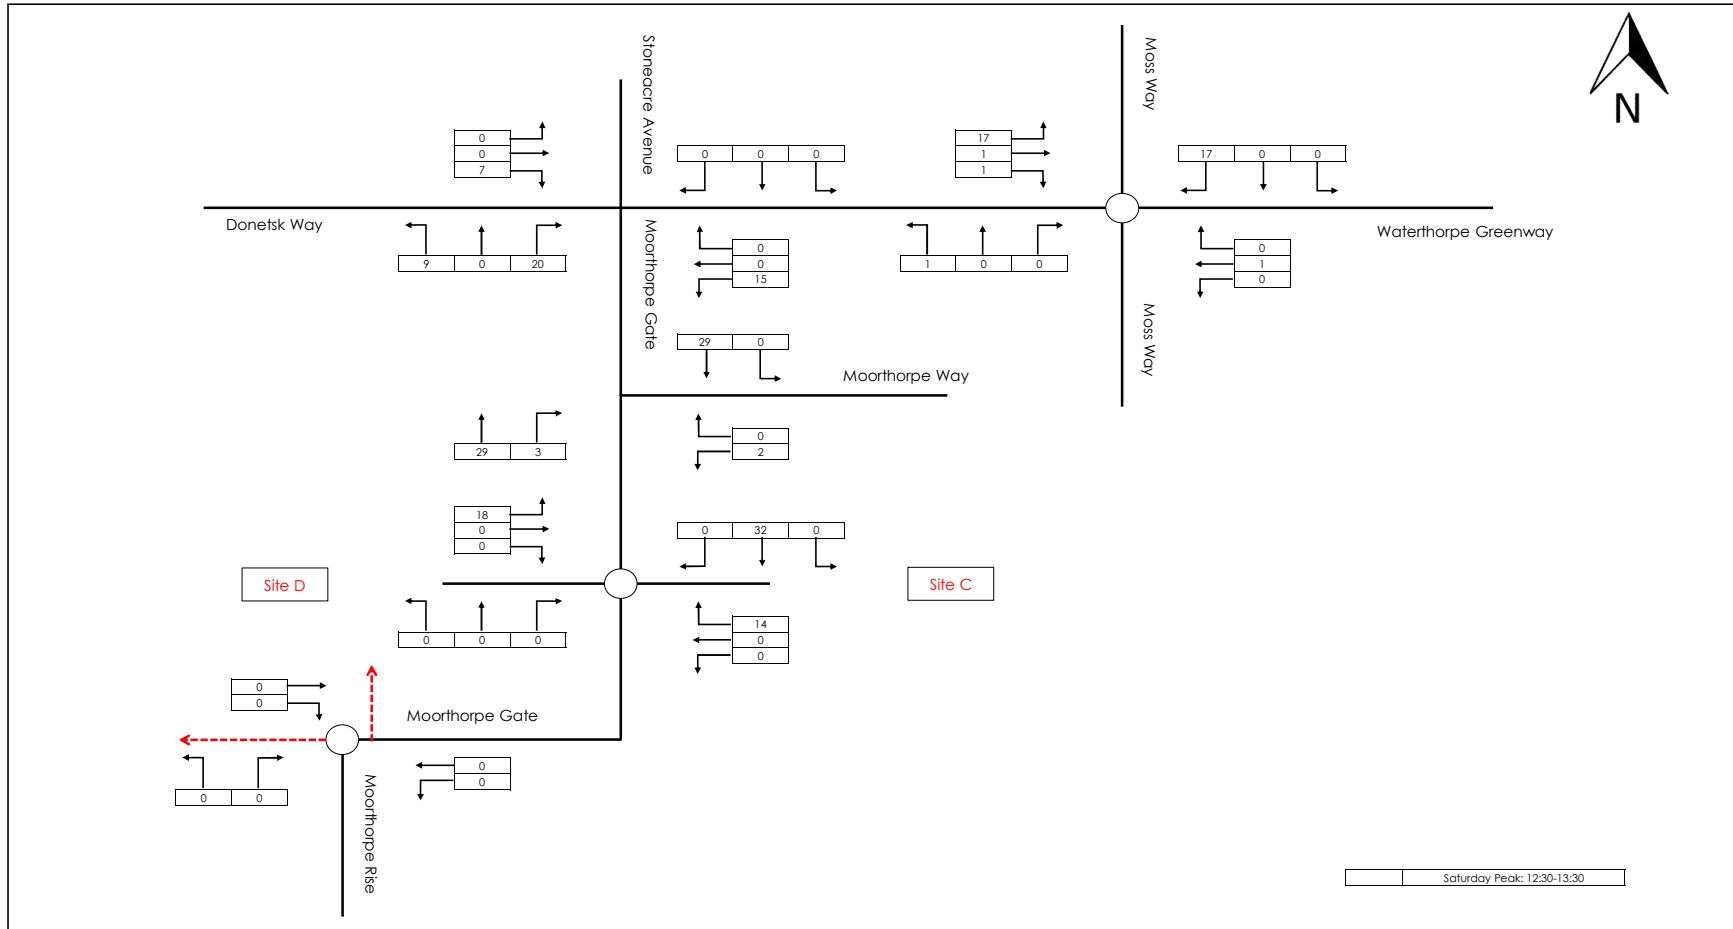 N
Stoneacre Avenue
Moss Way
0
0
7
0 0 0
17
1
1
17 0 0
Donetsk Way
Waterthorpe Greenway
9 0 20
Moorthorpe Gate
0
0
15
1 0 0
0
1
0
Moss Way
29 0
Moorthorpe Way
29 3
0
2
18
0
0
0 32 0
Site D
Site C
0 0 0
14
0
0
0
0
Moorthorpe Gate
0 0
0
0
Moorthorpe Rise
Saturday Peak: 12:30-13:30